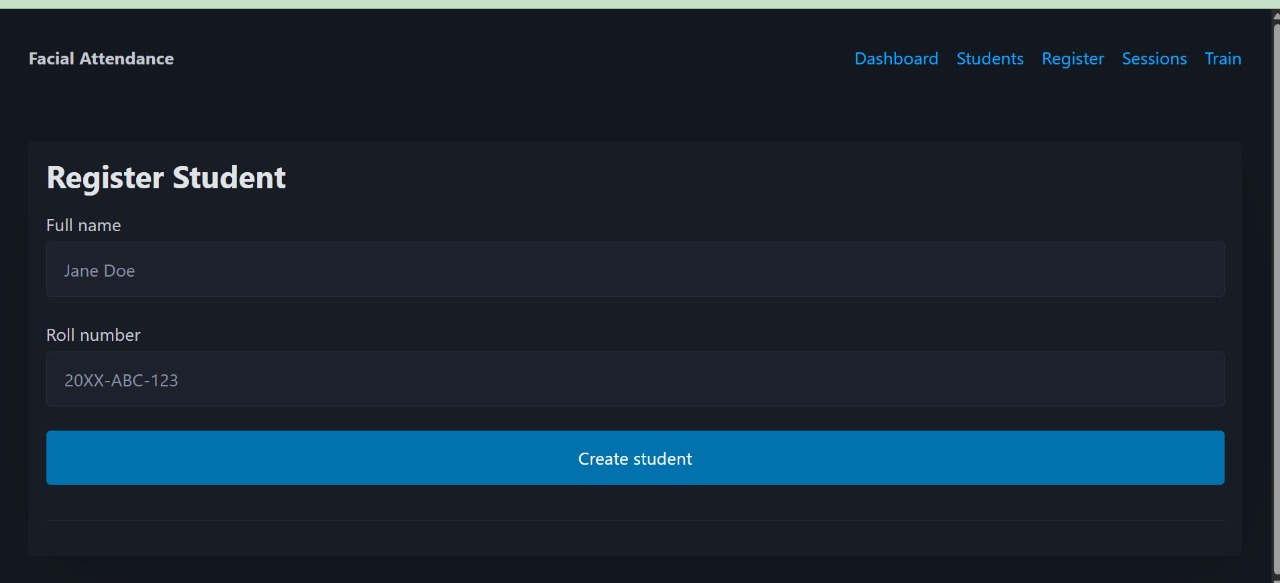 Facial Attendance
Dashboard Students Register Sessions Train
Register Student
Full name
Jane Doe
Roll number
20XX-ABC-123
Create student